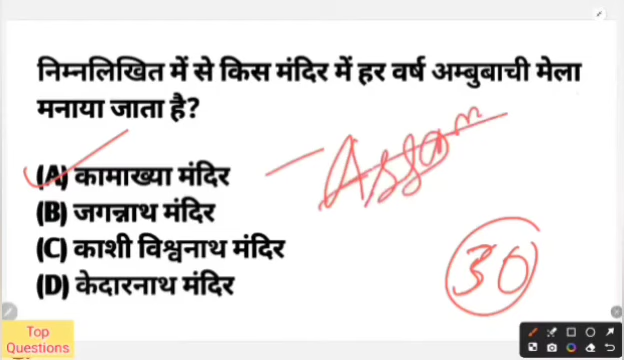 निम्नलिखित में से किस मंदिर में हर वर्ष अम्बुबाची मेला
मनाया जाता है?
(A) कामाख्या मंदिर
- Assam
(B) जगन्नाथ मंदिर
(C) काशी विश्वनाथ मंदिर
(D) केदारनाथ मंदिर
30
Top
Questions